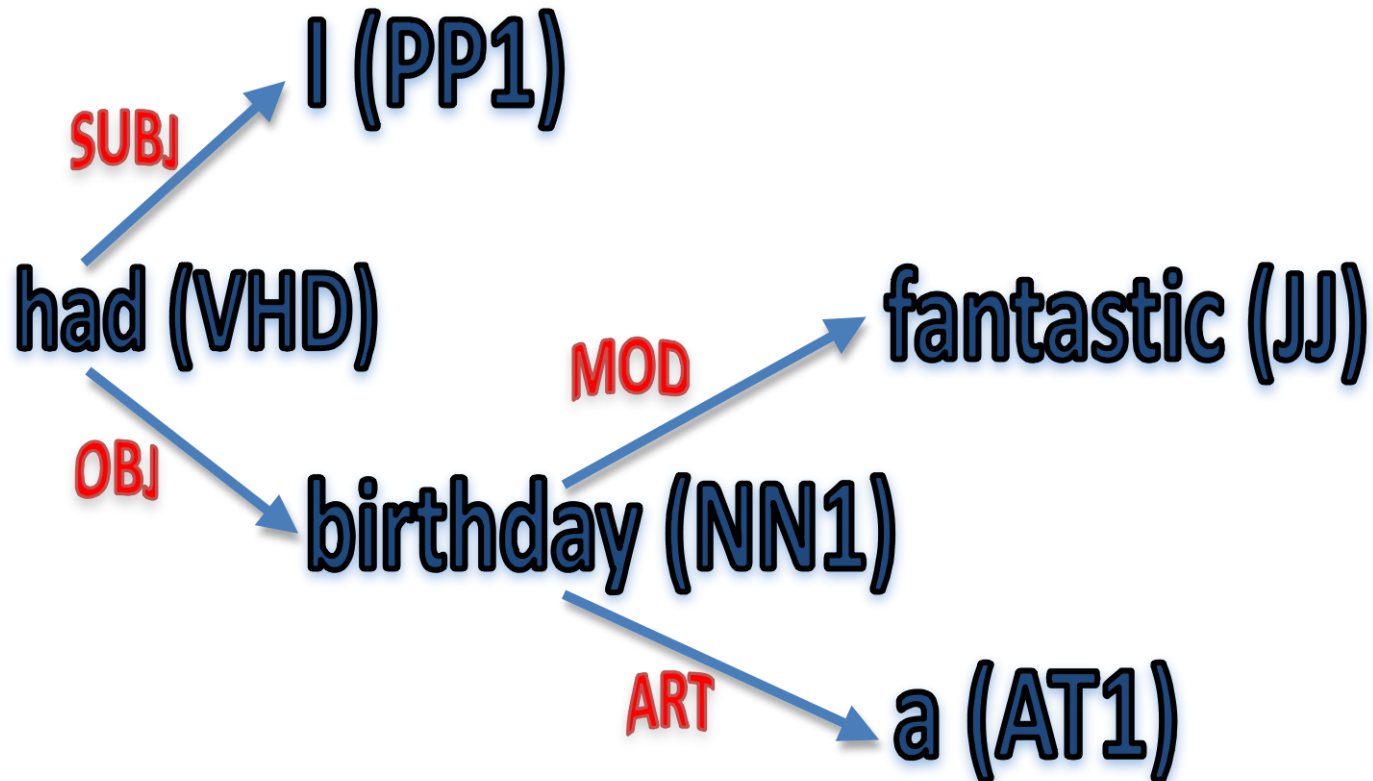 I (PP1)
SUBJ
had (VHD)
fantastic (JJ)
MOD
OBJ
birthday (NN1)
ART
a (AT1)